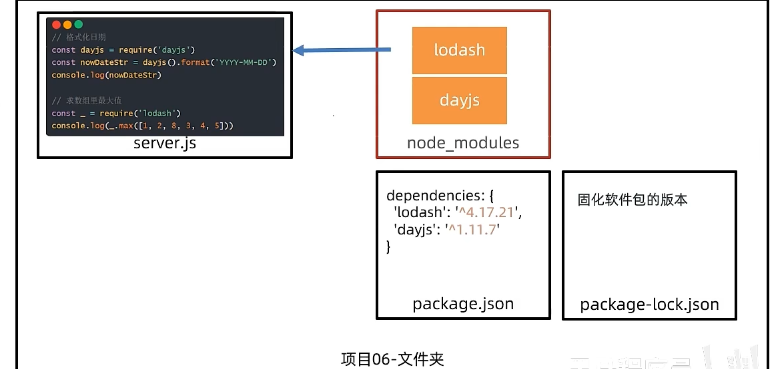 // 格式化日期
const dayjs = require('dayjs')
const nowDateStr = dayjs().format('YYYY-MM-DD')
console.log(nowDateStr)
// 求数组里最大值
const _ = require('lodash')
console.log(_.max([1, 2, 8, 3, 4, 5]))
server.js
lodash
dayjs
node_modules
dependencies: {
'lodash': '^4.17.21',
'dayjs': '^1.11.7'
}
package.json
固化软件包的版本
package-lock.json
项目06-文件夹